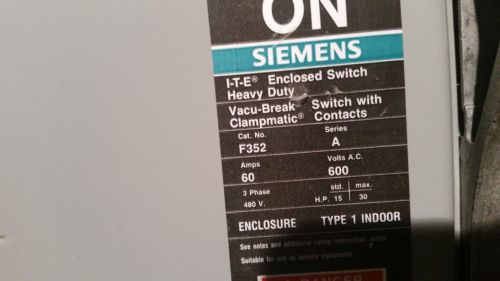 ON
SIEMENS
I-T-E® Enclosed Switch
Heavy Duty
Vacu-Break Switch with
Clampmatic® Contacts
Cat. No. Series
F352 A
Amps Volts A.C.
60 600
3 Phase std. max.
480 V. H.P. 15 30
ENCLOSURE TYPE 1 INDOOR
See notes and additional rating information inside.
Suitable for use as service equipment.
DANGER